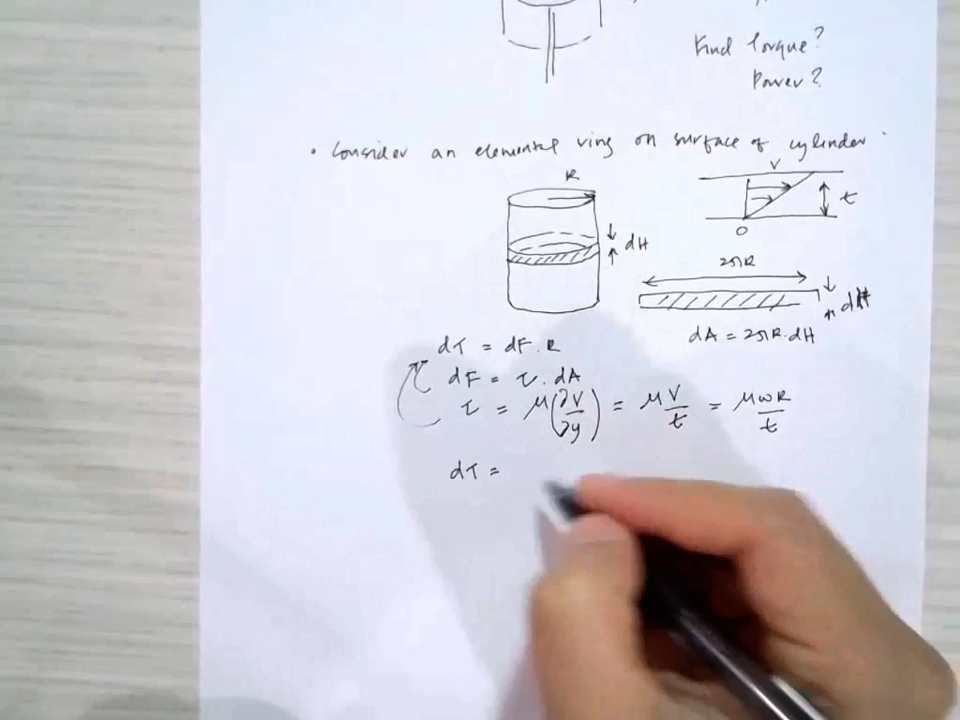 Find Torque?
Power?
• Consider an elemental ring on surface of cylinder
R
V
t
dH
0
2πR
dH
dA = 2πR.dH
dT = dF.R
dF = τ.dA
τ = μ(∂V/∂y) = μV/t = μωR/t
dT =